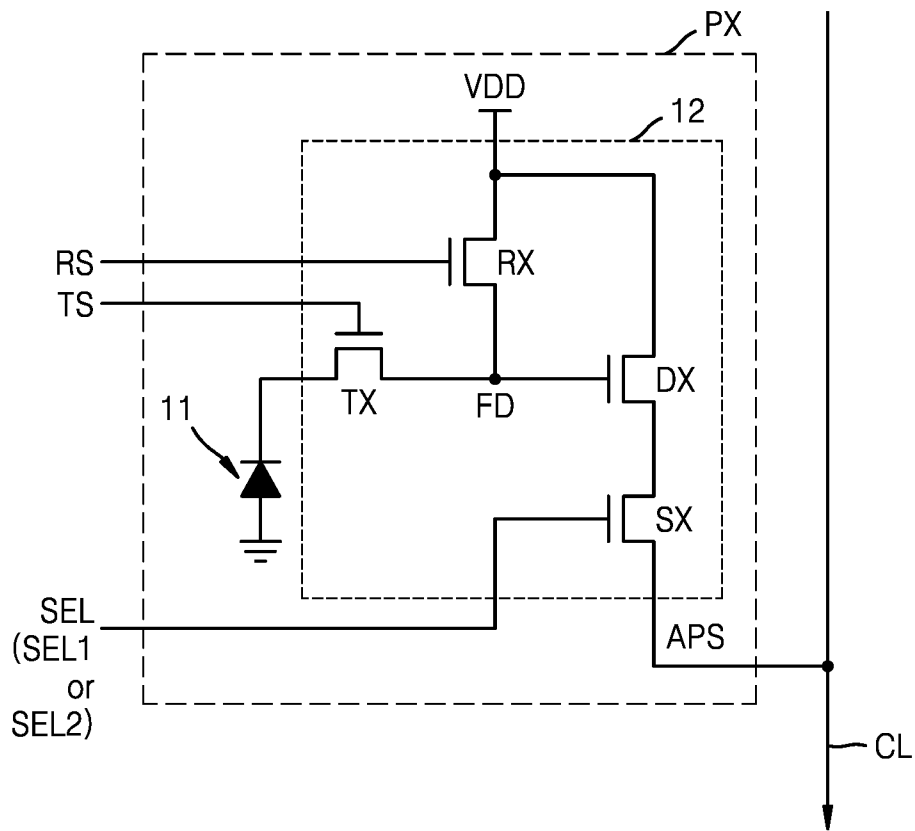 PX
VDD
12
RS
RX
TS
TX
FD
DX
11
SX
SEL
(SEL1
or
SEL2)
APS
CL